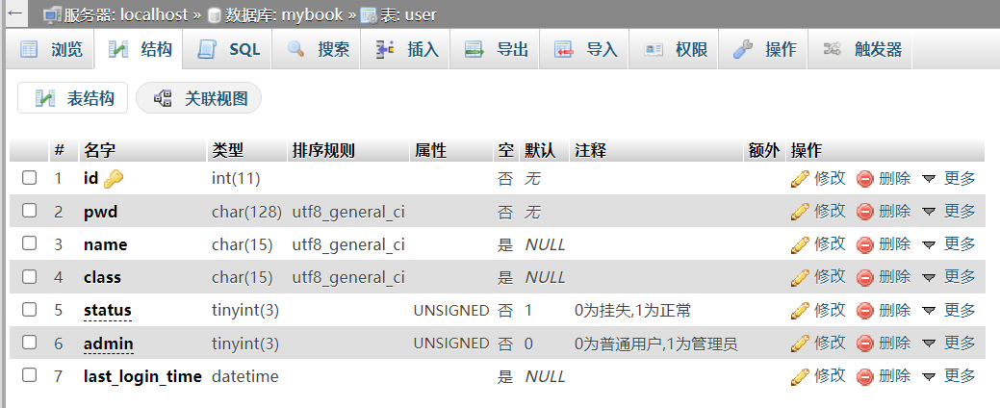 ← 服务器: localhost » 数据库: mybook » 表: user
浏览 结构 SQL 搜索 插入 导出 导入 权限 操作 触发器
表结构 关联视图
# 名字 类型 排序规则 属性 空 默认 注释 额外 操作
1 id int(11) 否 无 修改 删除 更多
2 pwd char(128) utf8_general_ci 否 无 修改 删除 更多
3 name char(15) utf8_general_ci 是 NULL 修改 删除 更多
4 class char(15) utf8_general_ci 是 NULL 修改 删除 更多
5 status tinyint(3) UNSIGNED 否 1 0为挂失,1为正常 修改 删除 更多
6 admin tinyint(3) UNSIGNED 否 0 0为普通用户,1为管理员 修改 删除 更多
7 last_login_time datetime 是 NULL 修改 删除 更多